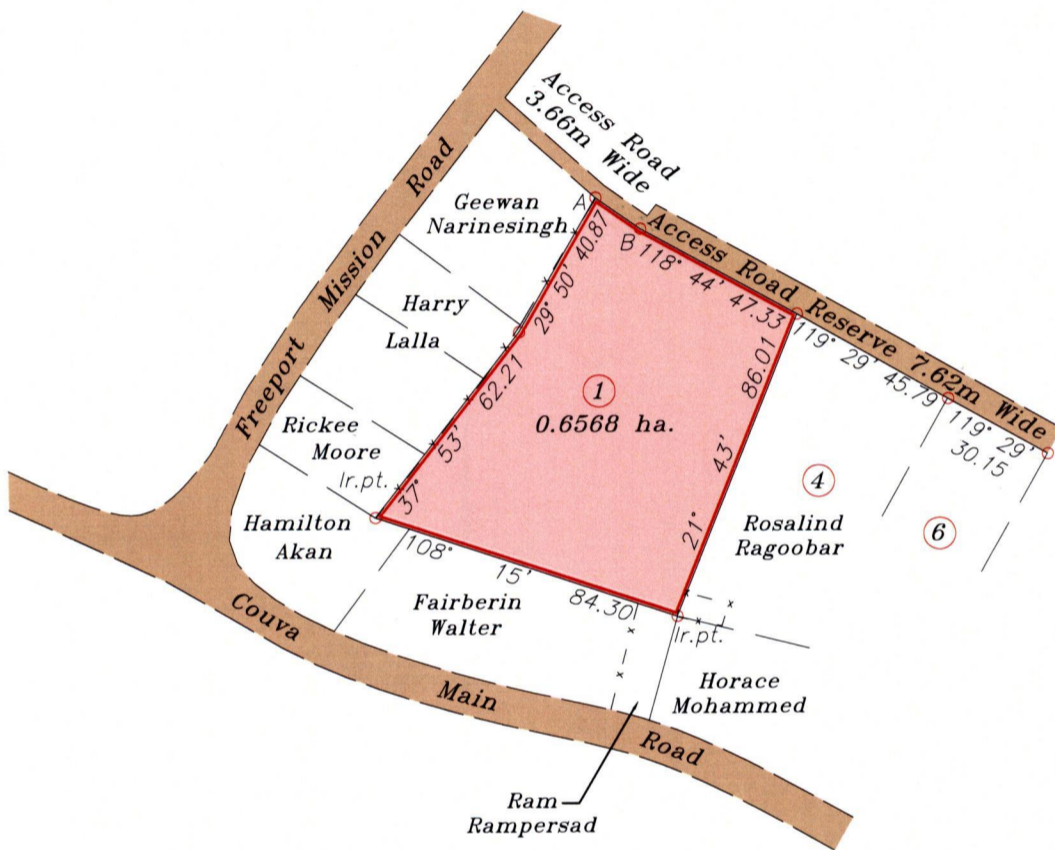 Access Road
3.66m Wide
Freeport Mission Road
Geewan
Narinesingh
A
B
118° 44' 47.33
Access Road Reserve 7.62m Wide
29° 50' 40.87
Harry
Lalla
37° 53' 62.21
1
0.6568 ha.
86.01
43'
21°
119° 29' 45.79
119° 29'
30.15
Rickee
Moore
Ir.pt.
4
Rosalind
Ragoobar
6
Hamilton
Akan
108° 15' 84.30
Fairberin
Walter
Ir.pt.
Horace
Mohammed
Couva Main Road
Ram
Rampersad